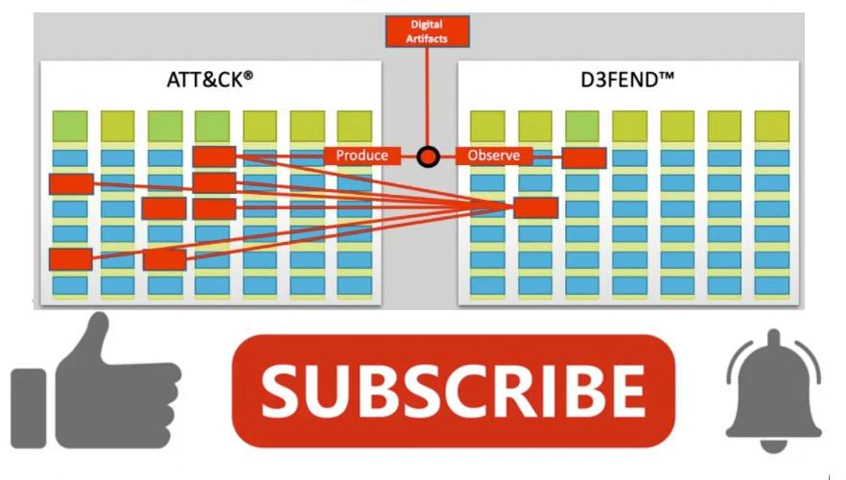 Digital
Artifacts
ATT&CK®
D3FEND™
Produce
Observe
SUBSCRIBE